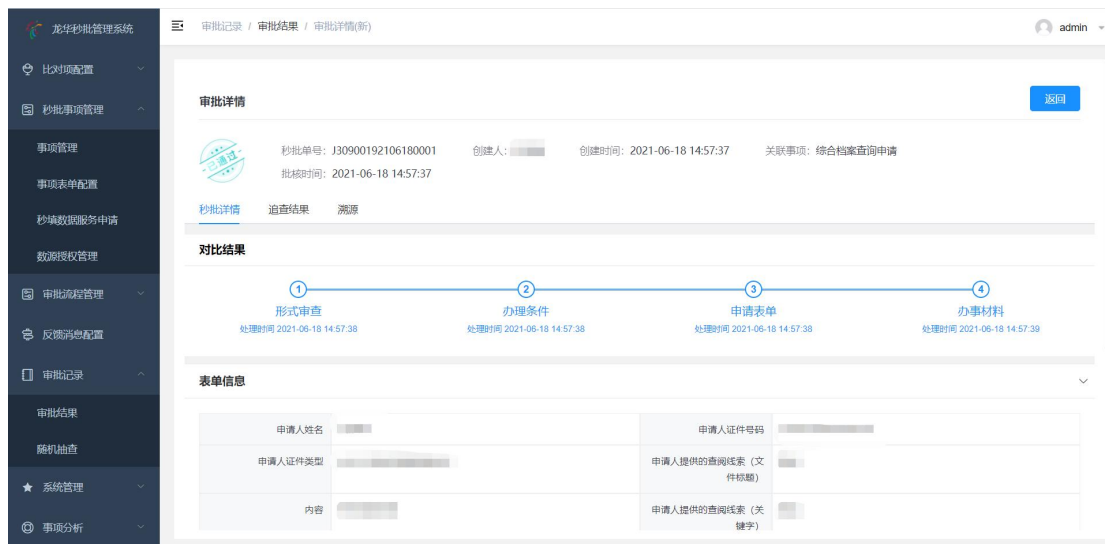 龙华秒批管理系统
审批记录 / 审批结果 / 审批详情(新)
admin
比对项配置
秒批事项管理
事项管理
事项表单配置
秒填数据服务申请
数源授权管理
审批流程管理
反馈消息配置
审批记录
审批结果
随机抽查
系统管理
事项分析
审批详情
返回
已通过
秒批单号: J30900192106180001 创建人: 创建时间: 2021-06-18 14:57:37 关联事项: 综合档案查询申请
批核时间: 2021-06-18 14:57:37
秒批详情 追查结果 溯源
对比结果
1 2 3 4
形式审查 办理条件 申请表单 办事材料
处理时间 2021-06-18 14:57:38 处理时间 2021-06-18 14:57:38 处理时间 2021-06-18 14:57:38 处理时间 2021-06-18 14:57:39
表单信息
申请人姓名 申请人证件号码
申请人证件类型 申请人提供的查阅线索（文
件标题）
内容 申请人提供的查阅线索（关
键字）